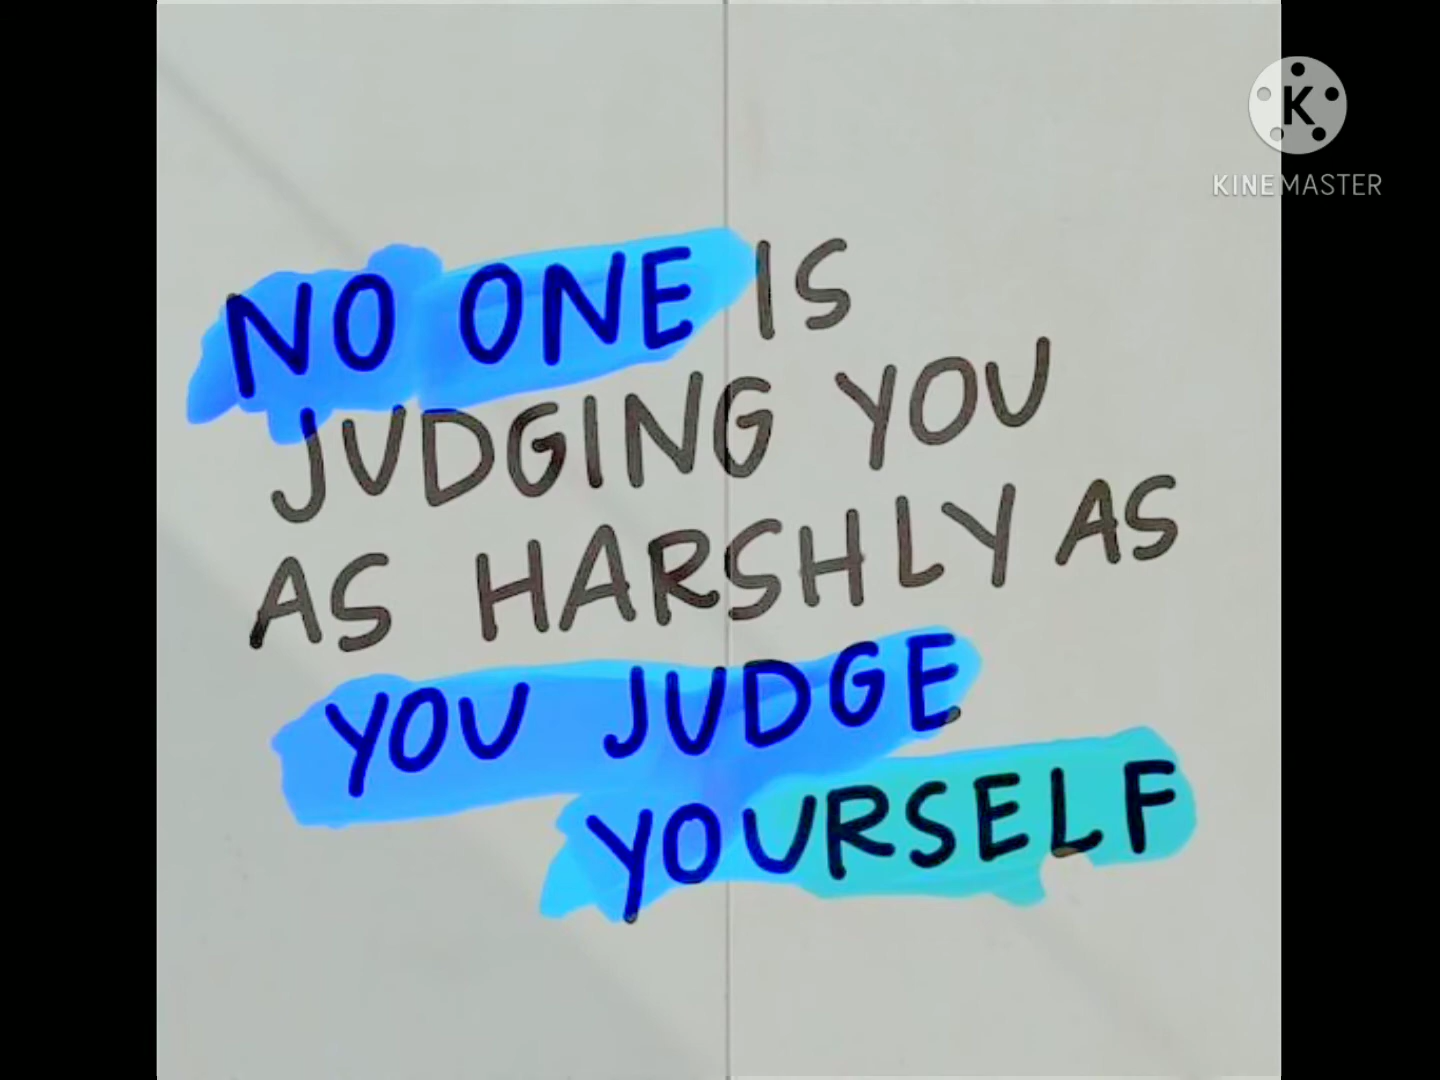 K
KINEMASTER
NO ONE IS
JUDGING YOU
AS HARSHLY AS
YOU JUDGE
YOURSELF